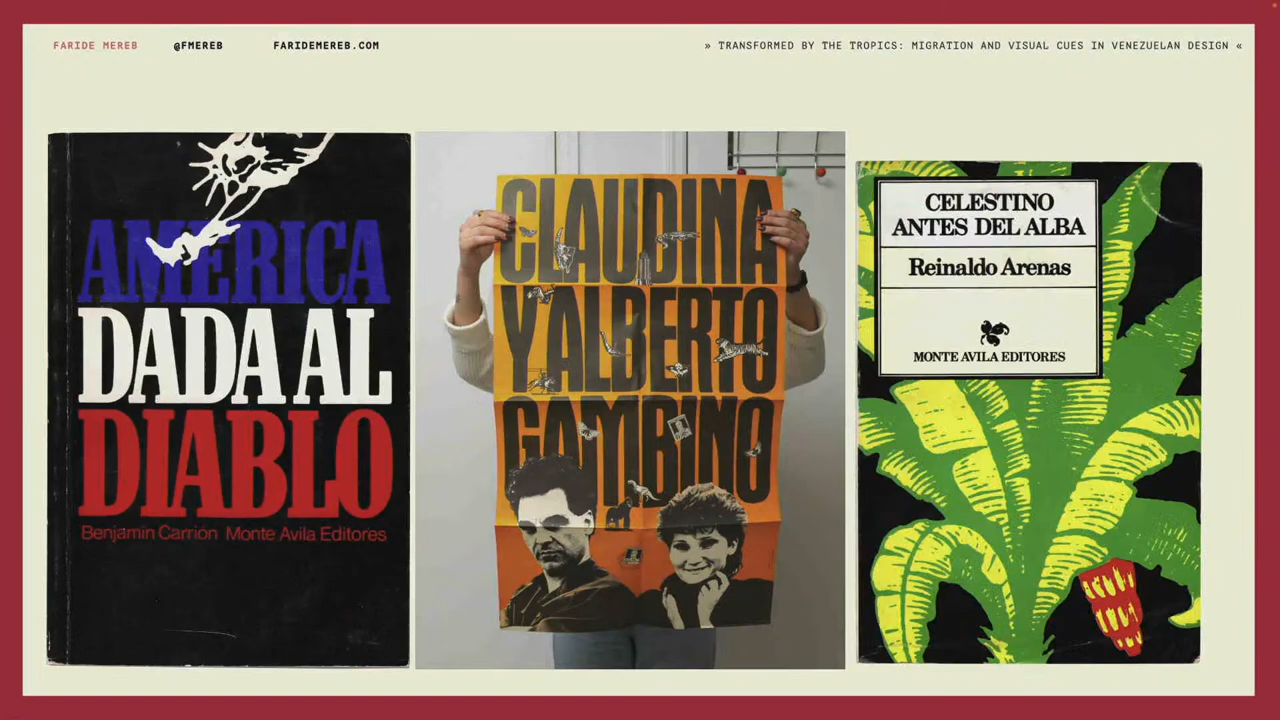 FARIDE MEREB
@FMEREB
FARIDEMEREB.COM
» TRANSFORMED BY THE TROPICS: MIGRATION AND VISUAL CUES IN VENEZUELAN DESIGN «
AMERICA
DADA AL
DIABLO
Benjamin Carrión Monte Avila Editores
CLAUDINA
Y ALBERTO
GAMBINO
CELESTINO
ANTES DEL ALBA
Reinaldo Arenas
MONTE AVILA EDITORES